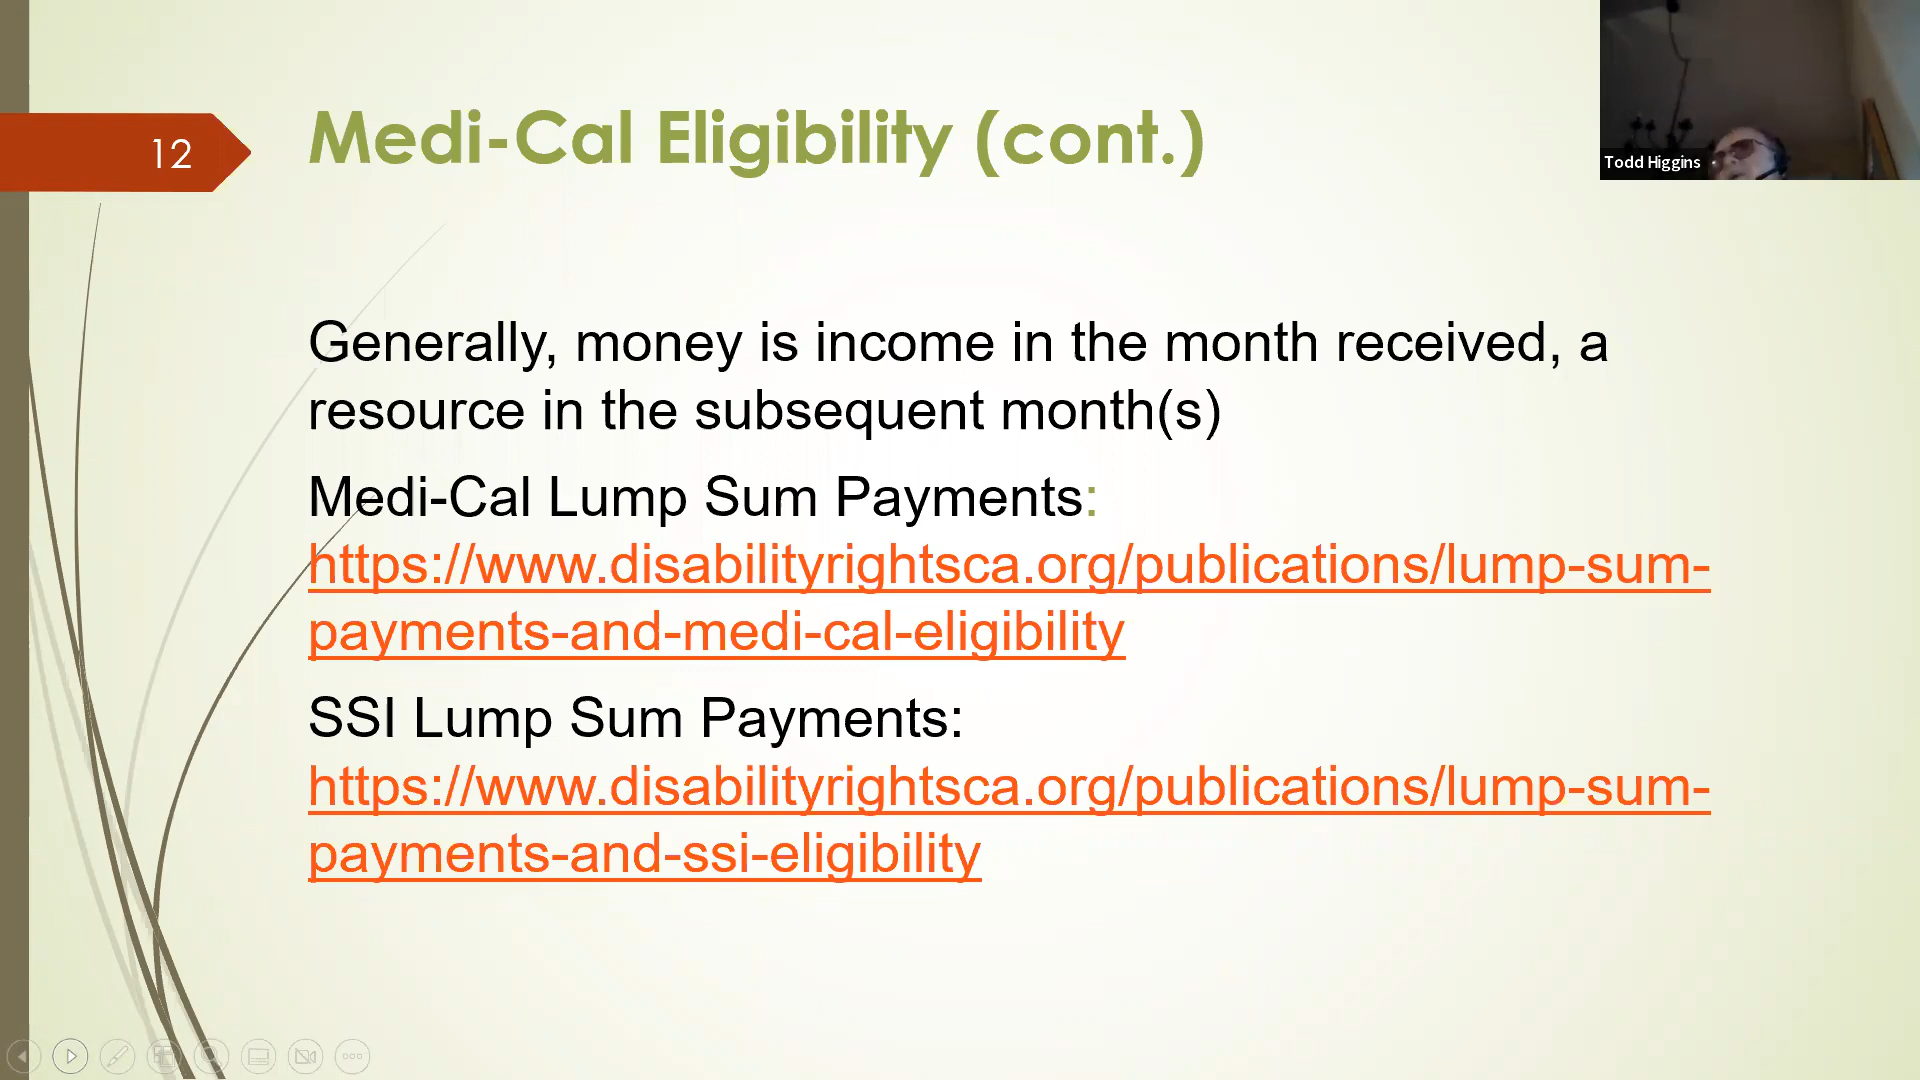 12
Medi-Cal Eligibility (cont.)
Todd Higgins
Generally, money is income in the month received, a
resource in the subsequent month(s)
Medi-Cal Lump Sum Payments:
https://www.disabilityrightsca.org/publications/lump-sum-
payments-and-medi-cal-eligibility
SSI Lump Sum Payments:
https://www.disabilityrightsca.org/publications/lump-sum-
payments-and-ssi-eligibility